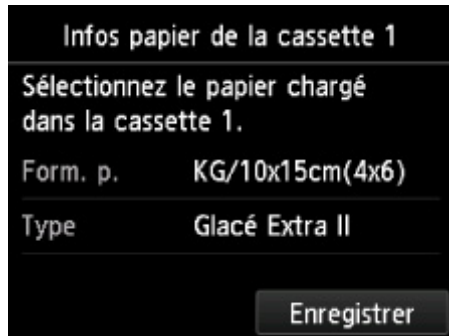 Infos papier de la cassette 1
Sélectionnez le papier chargé
dans la cassette 1.
Form. p. KG/10x15cm(4x6)
Type Glacé Extra II
Enregistrer